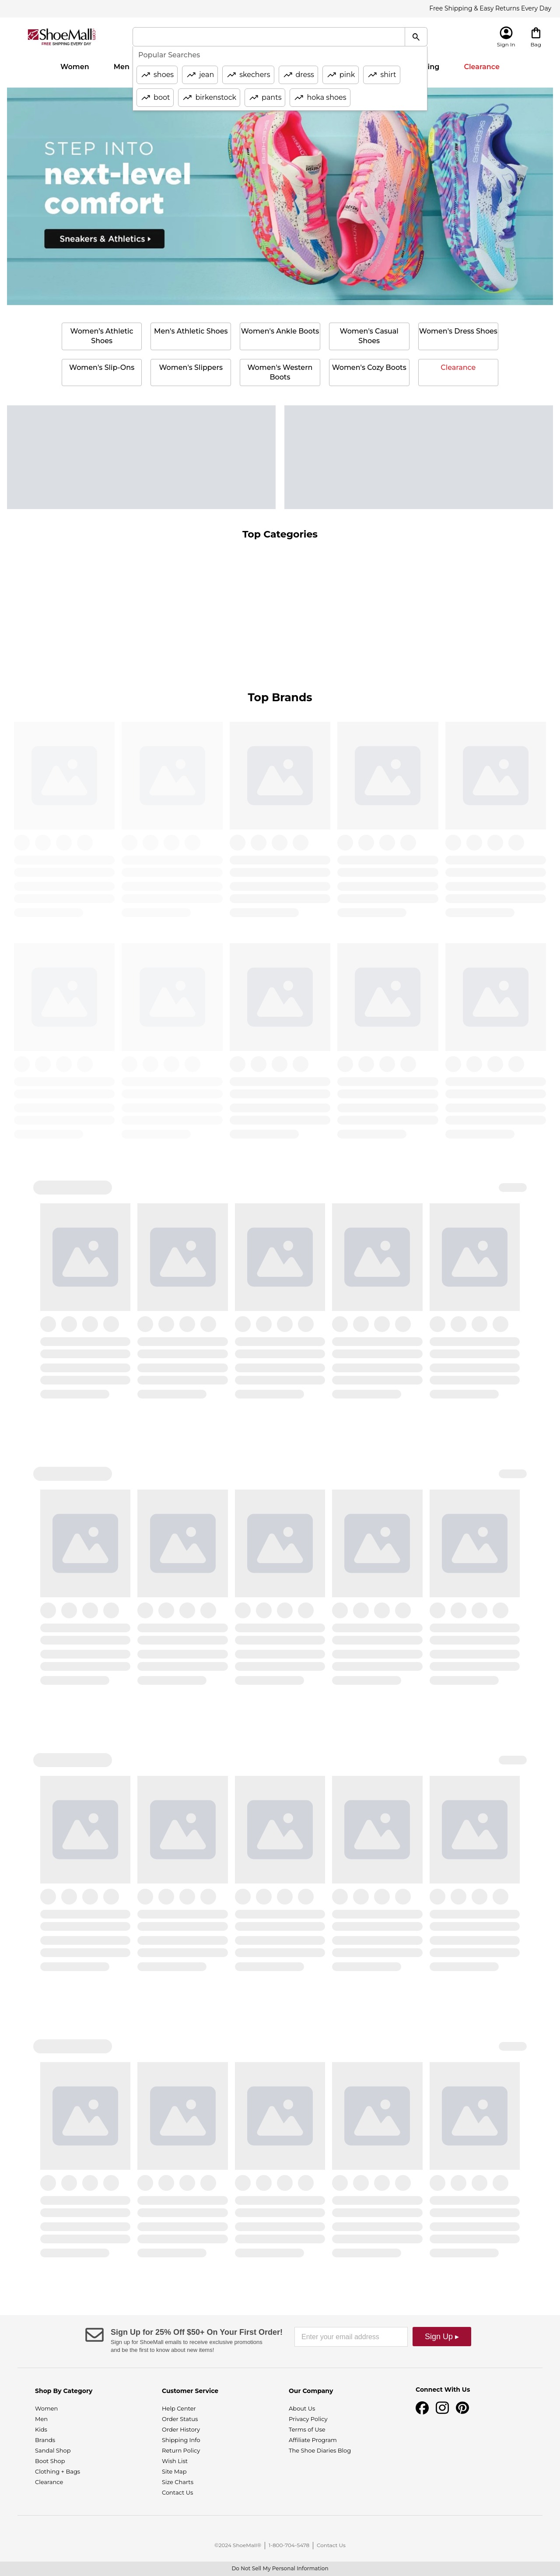 Free Shipping & Easy Returns Every Day
ShoeMall
FREE SHIPPING EVERY DAY
Sign In
Bag
Popular Searches
shoes
jean
skechers
dress
pink
shirt
boot
birkenstock
pants
hoka shoes
Women
Men
ing
Clearance
STEP INTO
next-level
comfort
Sneakers & Athletics
Women's Athletic
Shoes
Men's Athletic Shoes
Women's Ankle Boots
Women's Casual
Shoes
Women's Dress Shoes
Women's Slip-Ons
Women's Slippers
Women's Western
Boots
Women's Cozy Boots
Clearance
Top Categories
Top Brands
Sign Up for 25% Off $50+ On Your First Order!
Sign up for ShoeMall emails to receive exclusive promotions
and be the first to know about new items!
Enter your email address
Sign Up ▸
Shop By Category
Women
Men
Kids
Brands
Sandal Shop
Boot Shop
Clothing + Bags
Clearance
Customer Service
Help Center
Order Status
Order History
Shipping Info
Return Policy
Wish List
Site Map
Size Charts
Contact Us
Our Company
About Us
Privacy Policy
Terms of Use
Affiliate Program
The Shoe Diaries Blog
Connect With Us
©2024 ShoeMall® | 1-800-704-5478 | Contact Us
Do Not Sell My Personal Information